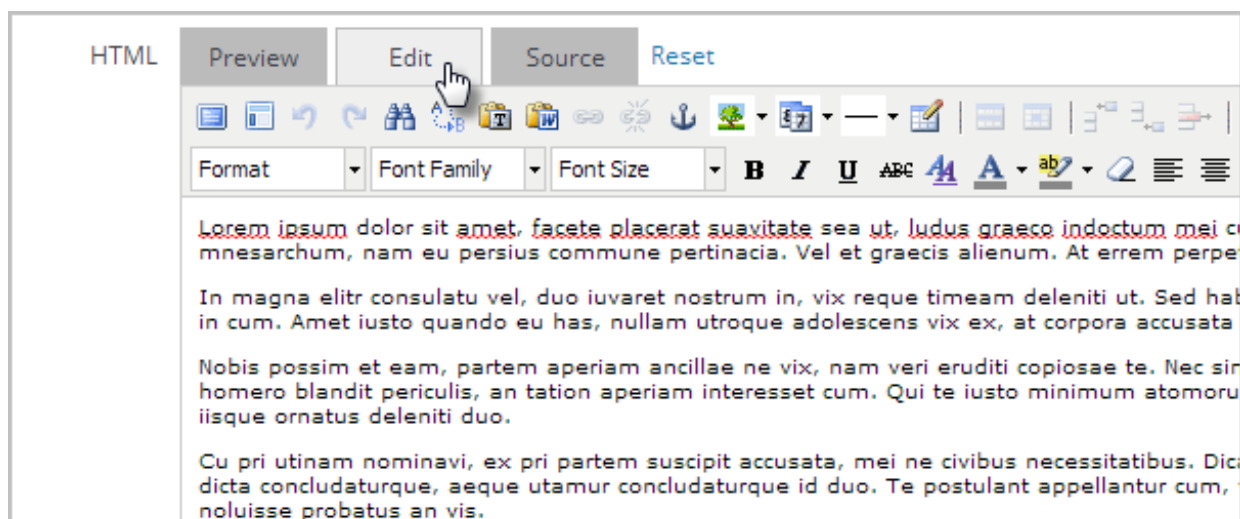 HTML Preview Edit Source Reset
Format Font Family Font Size B I U ABC A A ab
Lorem ipsum dolor sit amet, facete placerat suavitate sea ut, ludus graeco indoctum mei
mnesarchum, nam eu persius commune pertinacia. Vel et graecis alienum. At errem
In magna elitr consulatu vel, duo iuvaret nostrum in, vix reque timeam deleniti ut. Sed
in cum. Amet iusto quando eu has, nullam utroque adolescens vix ex, at corpora accusata
Nobis possim et eam, partem aperiam ancillae ne vix, nam veri eruditi copiosae te. Nec
homero blandit periculis, an tation aperiam interesset cum. Qui te iusto minimum
iisque ornatus deleniti duo.
Cu pri utinam nominavi, ex pri partem suscipit accusata, mei ne civibus necessitatibus.
dicta concludaturque, aeque utamur concludaturque id duo. Te postulant appellantur cum,
noluisse probatus an vis.